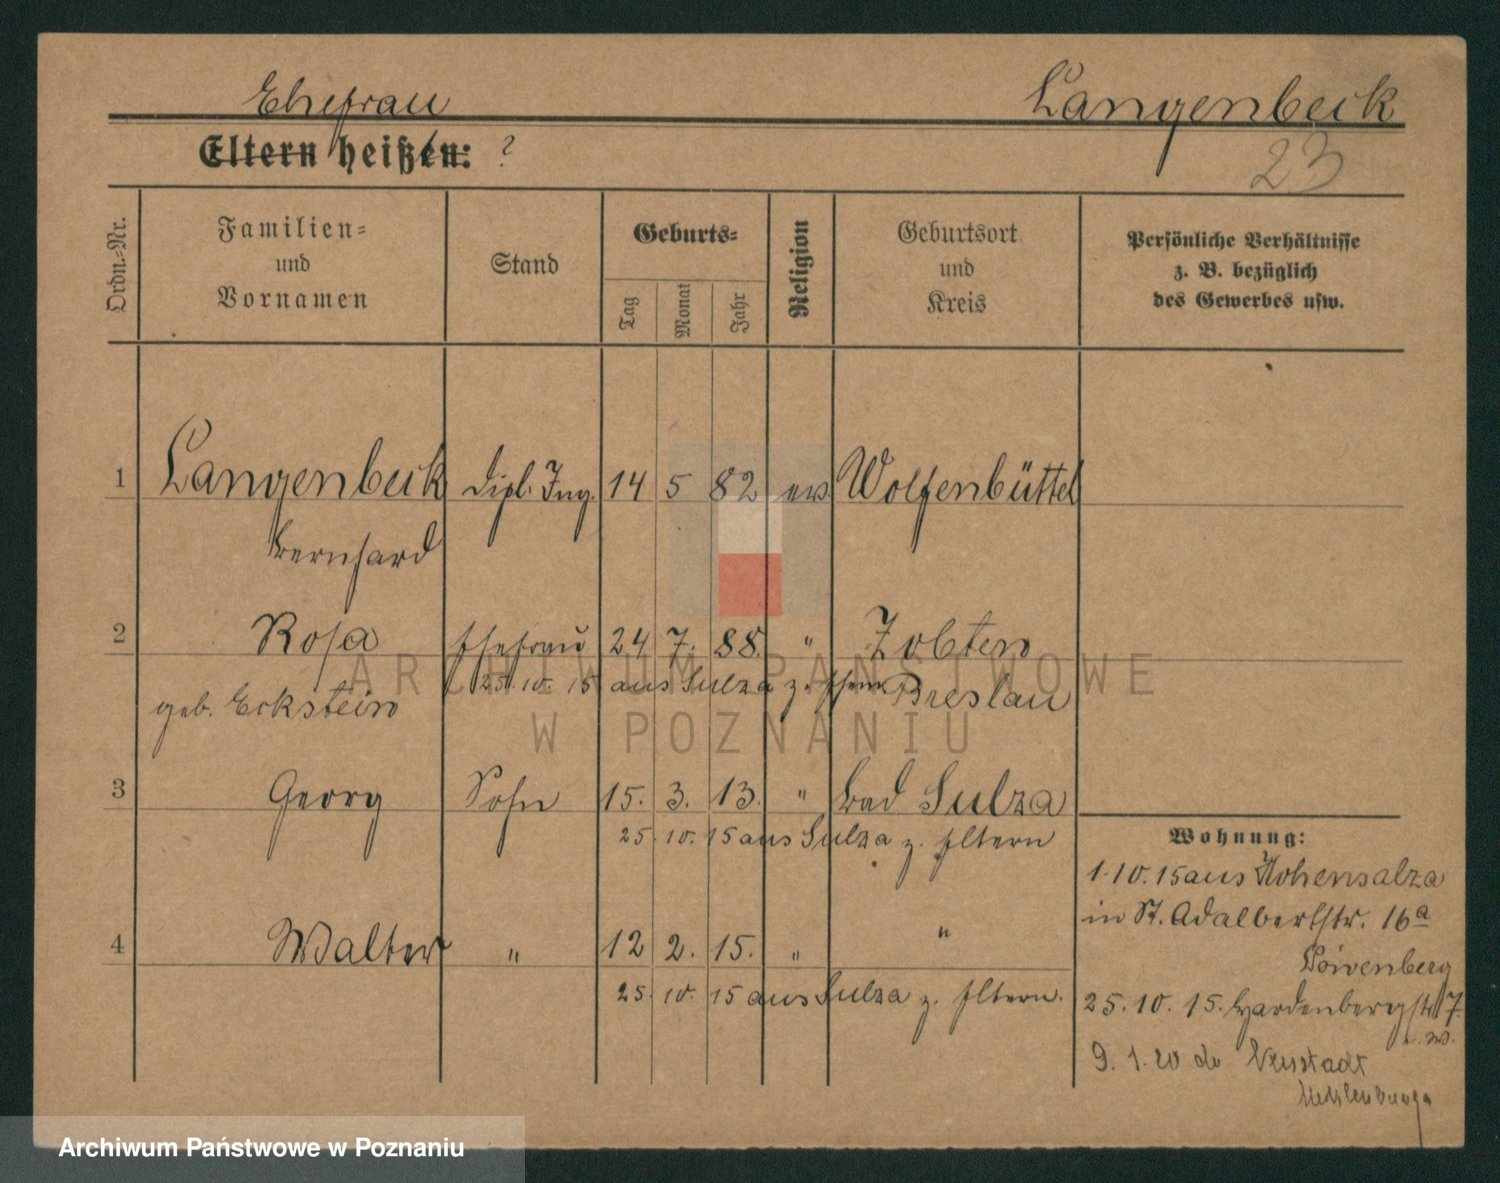 Ehefrau Langenbeck
Eltern heißen: ? 23
Ordn.-Nr.
Familien-
und
Vornamen
Stand
Geburts-
Tag Monat Jahr
Religion
Geburtsort
und
Kreis
Persönliche Verhältnisse
z. B. bezüglich
des Gewerbes usw.
1 Langenbeck dipl. Ing. 14 5 82 ev Wolfenbüttel
Bernhard
2 Rosa Ehefrau 24 7. 88. " Zobten
25. 10. 15 aus Sulza z. Ehem. Breslau
geb. Eckstein
3 Georg Sohn 15. 3. 13. " Bad Sulza
25. 10. 15 aus Sulza z. Eltern
4 Walter " 12 2. 15. " "
25. 10. 15 aus Sulza z. Eltern.
Wohnung:
1. 10. 15 aus Hohensalza
in St. Adalbertstr. 16a
Löwenberg
25. 10. 15. Hardenbergstr. 7.
9. 1. 20 Neustadt
ARCHIWUM PAŃSTWOWE
W POZNANIU
Archiwum Państwowe w Poznaniu